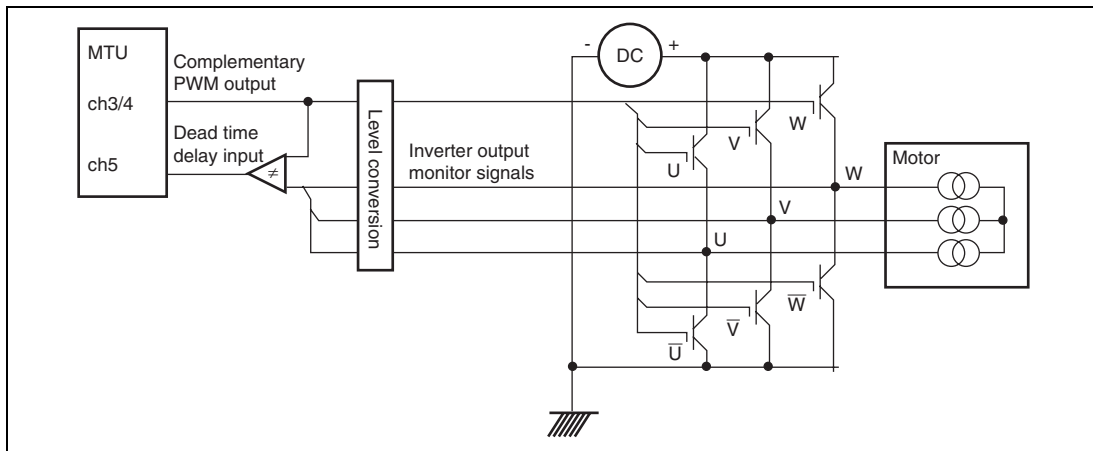 MTU
ch3/4
ch5
Complementary
PWM output
Dead time
delay input
≠
Level conversion
Inverter output
monitor signals
-
DC
+
W
V
U
W
V
U
W̅
V̅
U̅
Motor